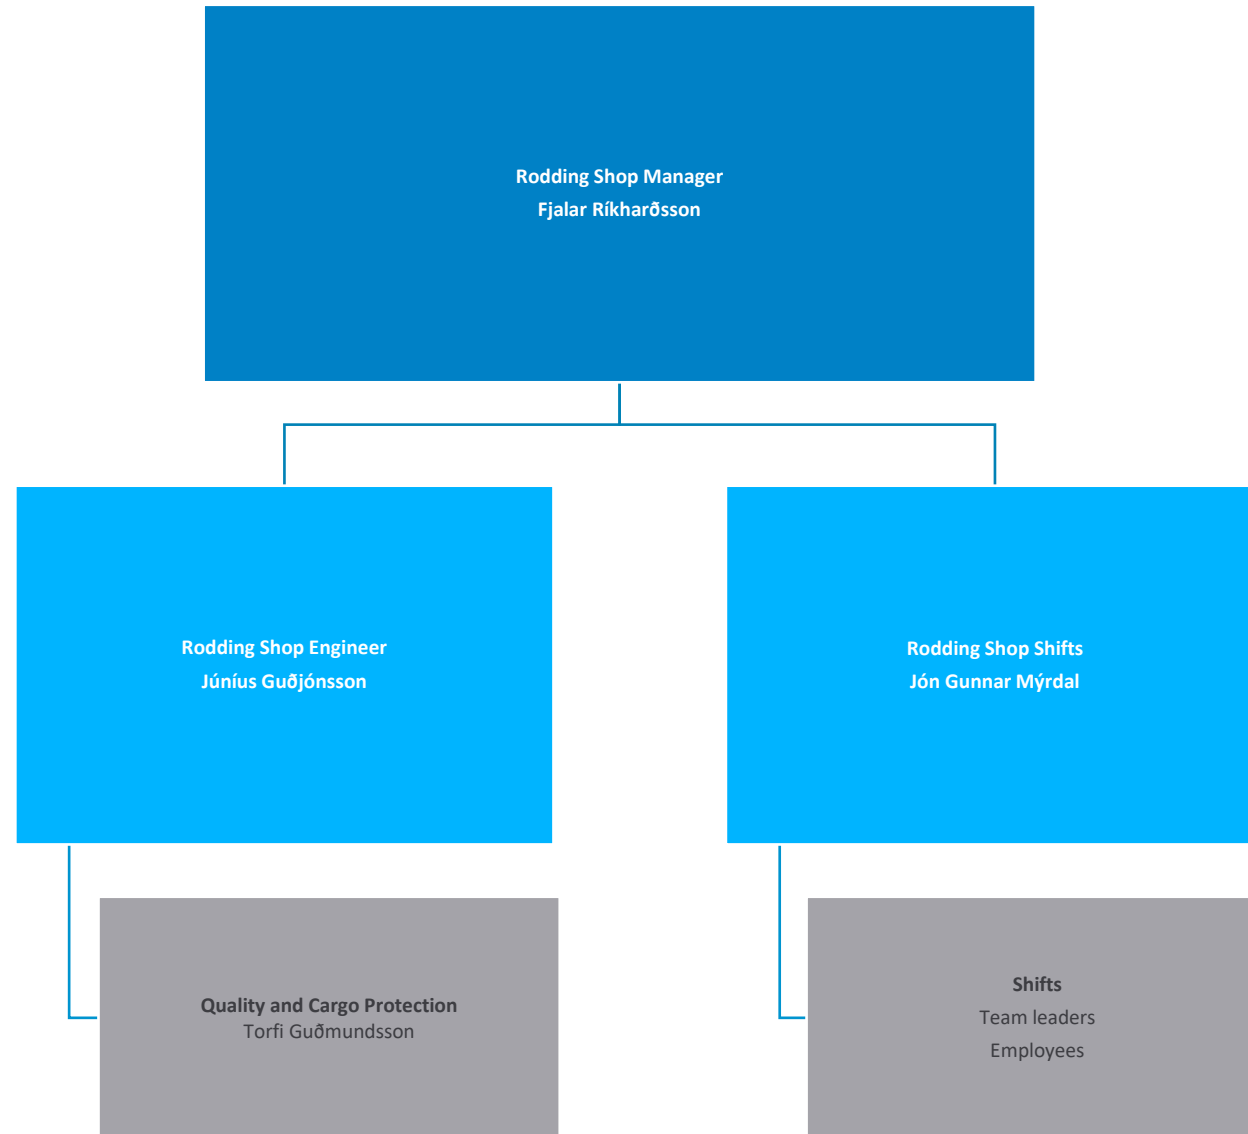 Rodding Shop Manager
Fjalar Ríkharðsson
Rodding Shop Engineer
Júníus Guðjónsson
Rodding Shop Shifts
Jón Gunnar Mýrdal
Quality and Cargo Protection
Torfi Guðmundsson
Shifts
Team leaders
Employees